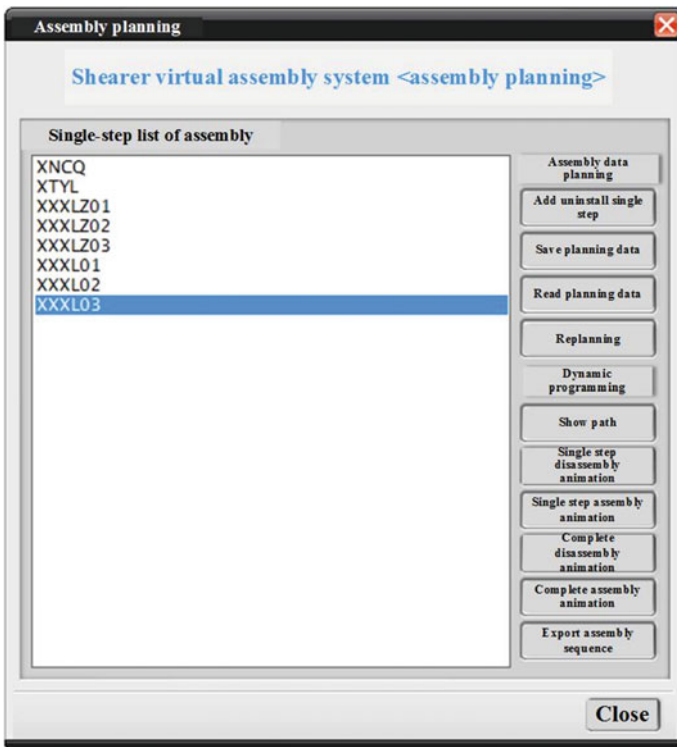 Assembly planning
Shearer virtual assembly system <assembly planning>
Single-step list of assembly
XNCQ
XTYL
XXXLZ01
XXXLZ02
XXXLZ03
XXXL01
XXXL02
XXXL03
Assembly data
planning
Add uninstall single
step
Save planning data
Read planning data
Replanning
Dynamic
programming
Show path
Single step
disassembly
animation
Single step assembly
animation
Complete
disassembly
animation
Complete assembly
animation
Export assembly
sequence
Close